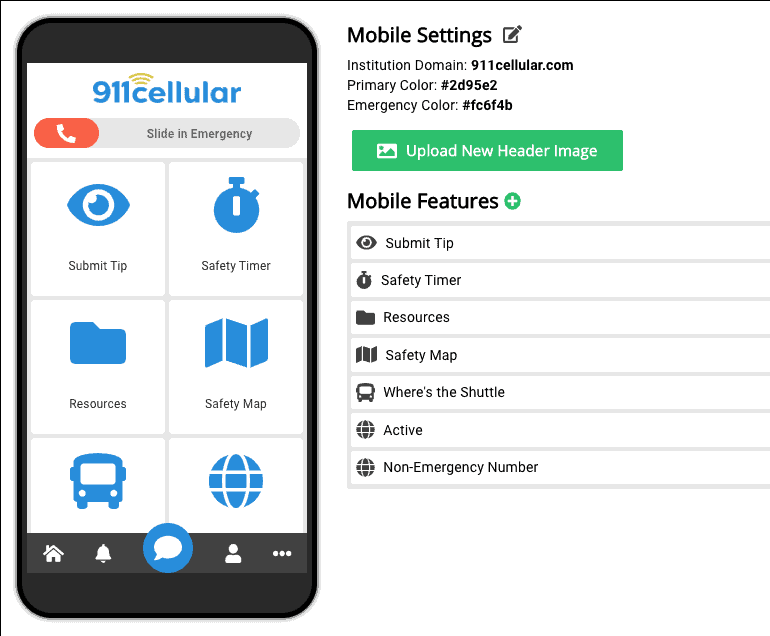 911cellular
Slide in Emergency
Submit Tip
Safety Timer
Resources
Safety Map
Mobile Settings
Institution Domain: 911cellular.com
Primary Color: #2d95e2
Emergency Color: #fc6f4b
Upload New Header Image
Mobile Features
Submit Tip
Safety Timer
Resources
Safety Map
Where's the Shuttle
Active
Non-Emergency Number